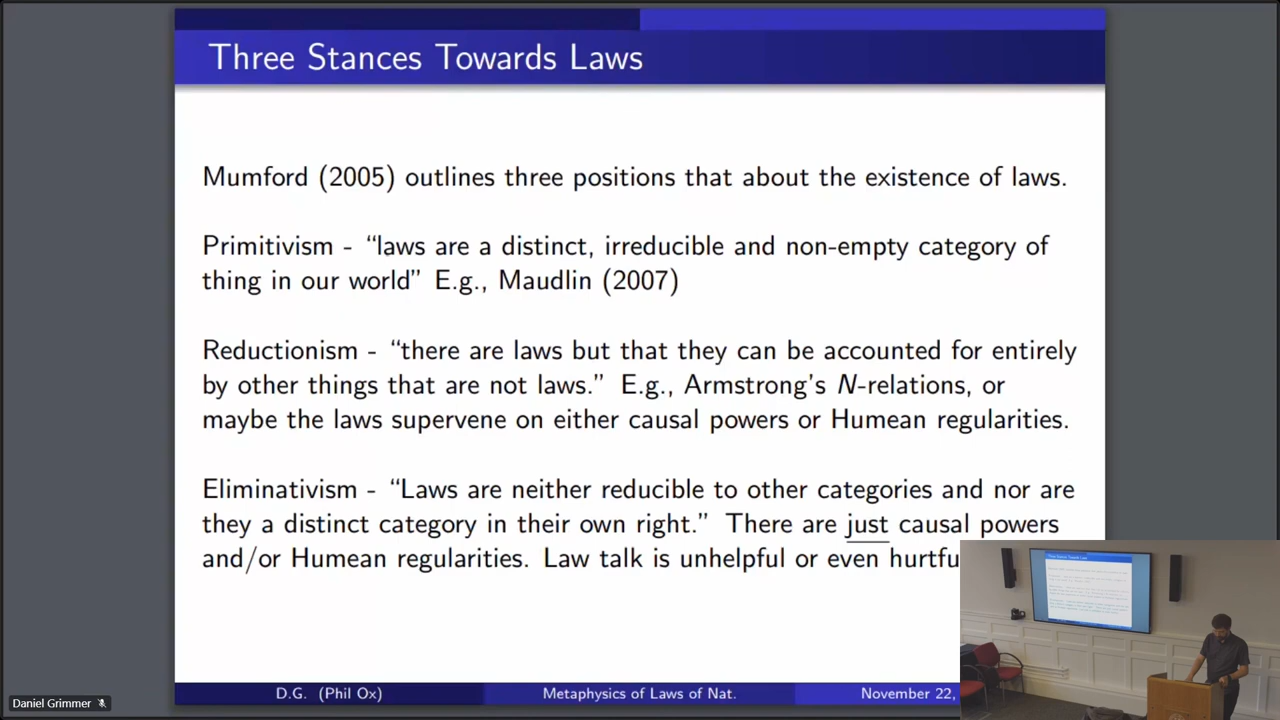 Three Stances Towards Laws
Mumford (2005) outlines three positions that about the existence of laws.
Primitivism - “laws are a distinct, irreducible and non-empty category of
thing in our world” E.g., Maudlin (2007)
Reductionism - “there are laws but that they can be accounted for entirely
by other things that are not laws.” E.g., Armstrong’s N-relations, or
maybe the laws supervene on either causal powers or Humean regularities.
Eliminativism - “Laws are neither reducible to other categories and nor are
they a distinct category in their own right.” There are just causal powers
and/or Humean regularities. Law talk is unhelpful or even
D.G. (Phil Ox) Metaphysics of Laws of Nat. November 22,
Daniel Grimmer
Three Stances Towards Laws